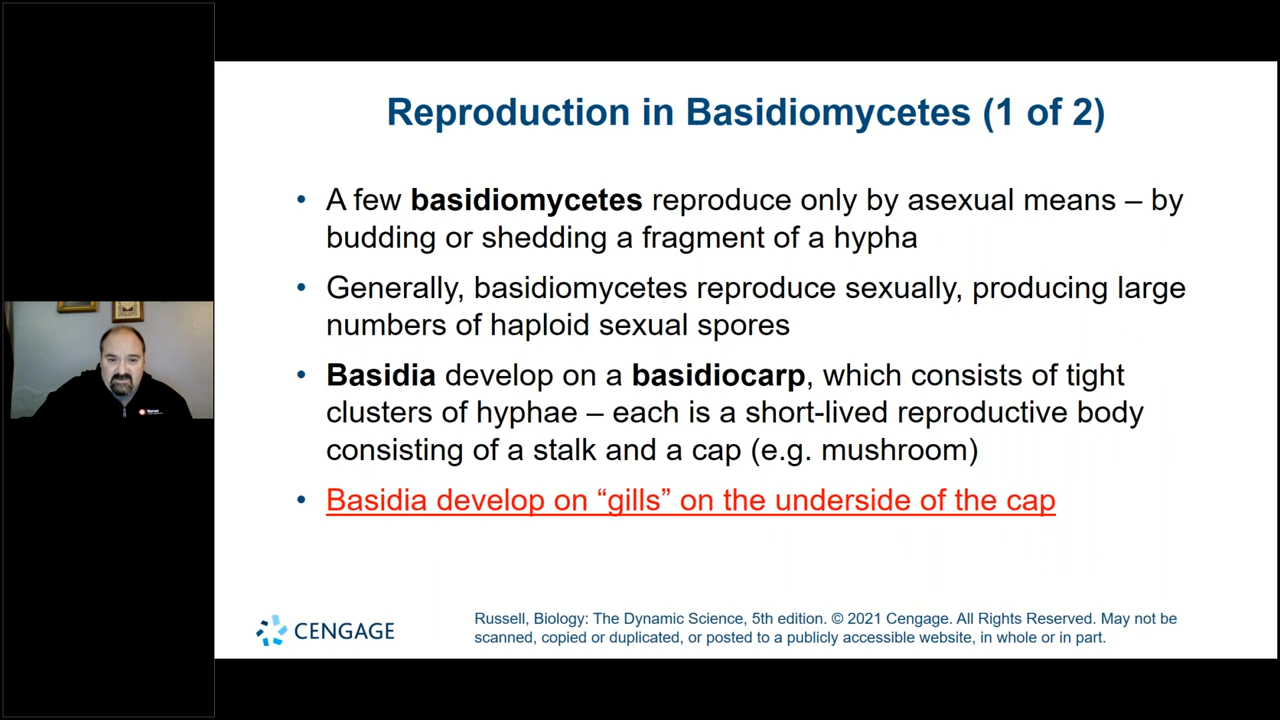 Reproduction in Basidiomycetes (1 of 2)
• A few basidiomycetes reproduce only by asexual means – by
budding or shedding a fragment of a hypha
• Generally, basidiomycetes reproduce sexually, producing large
numbers of haploid sexual spores
• Basidia develop on a basidiocarp, which consists of tight
clusters of hyphae – each is a short-lived reproductive body
consisting of a stalk and a cap (e.g. mushroom)
• Basidia develop on “gills” on the underside of the cap
CENGAGE
Russell, Biology: The Dynamic Science, 5th edition. © 2021 Cengage. All Rights Reserved. May not be
scanned, copied or duplicated, or posted to a publicly accessible website, in whole or in part.